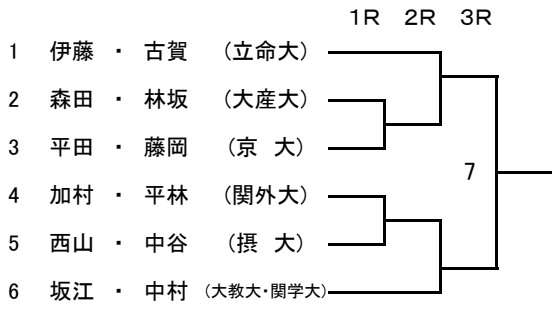 1R 2R 3R
1 伊藤 ・ 古賀 (立命大)
2 森田 ・ 林坂 (大産大)
3 平田 ・ 藤岡 (京 大)
7
4 加村 ・ 平林 (関外大)
5 西山 ・ 中谷 (摂 大)
6 坂江 ・ 中村 (大教大・関学大)